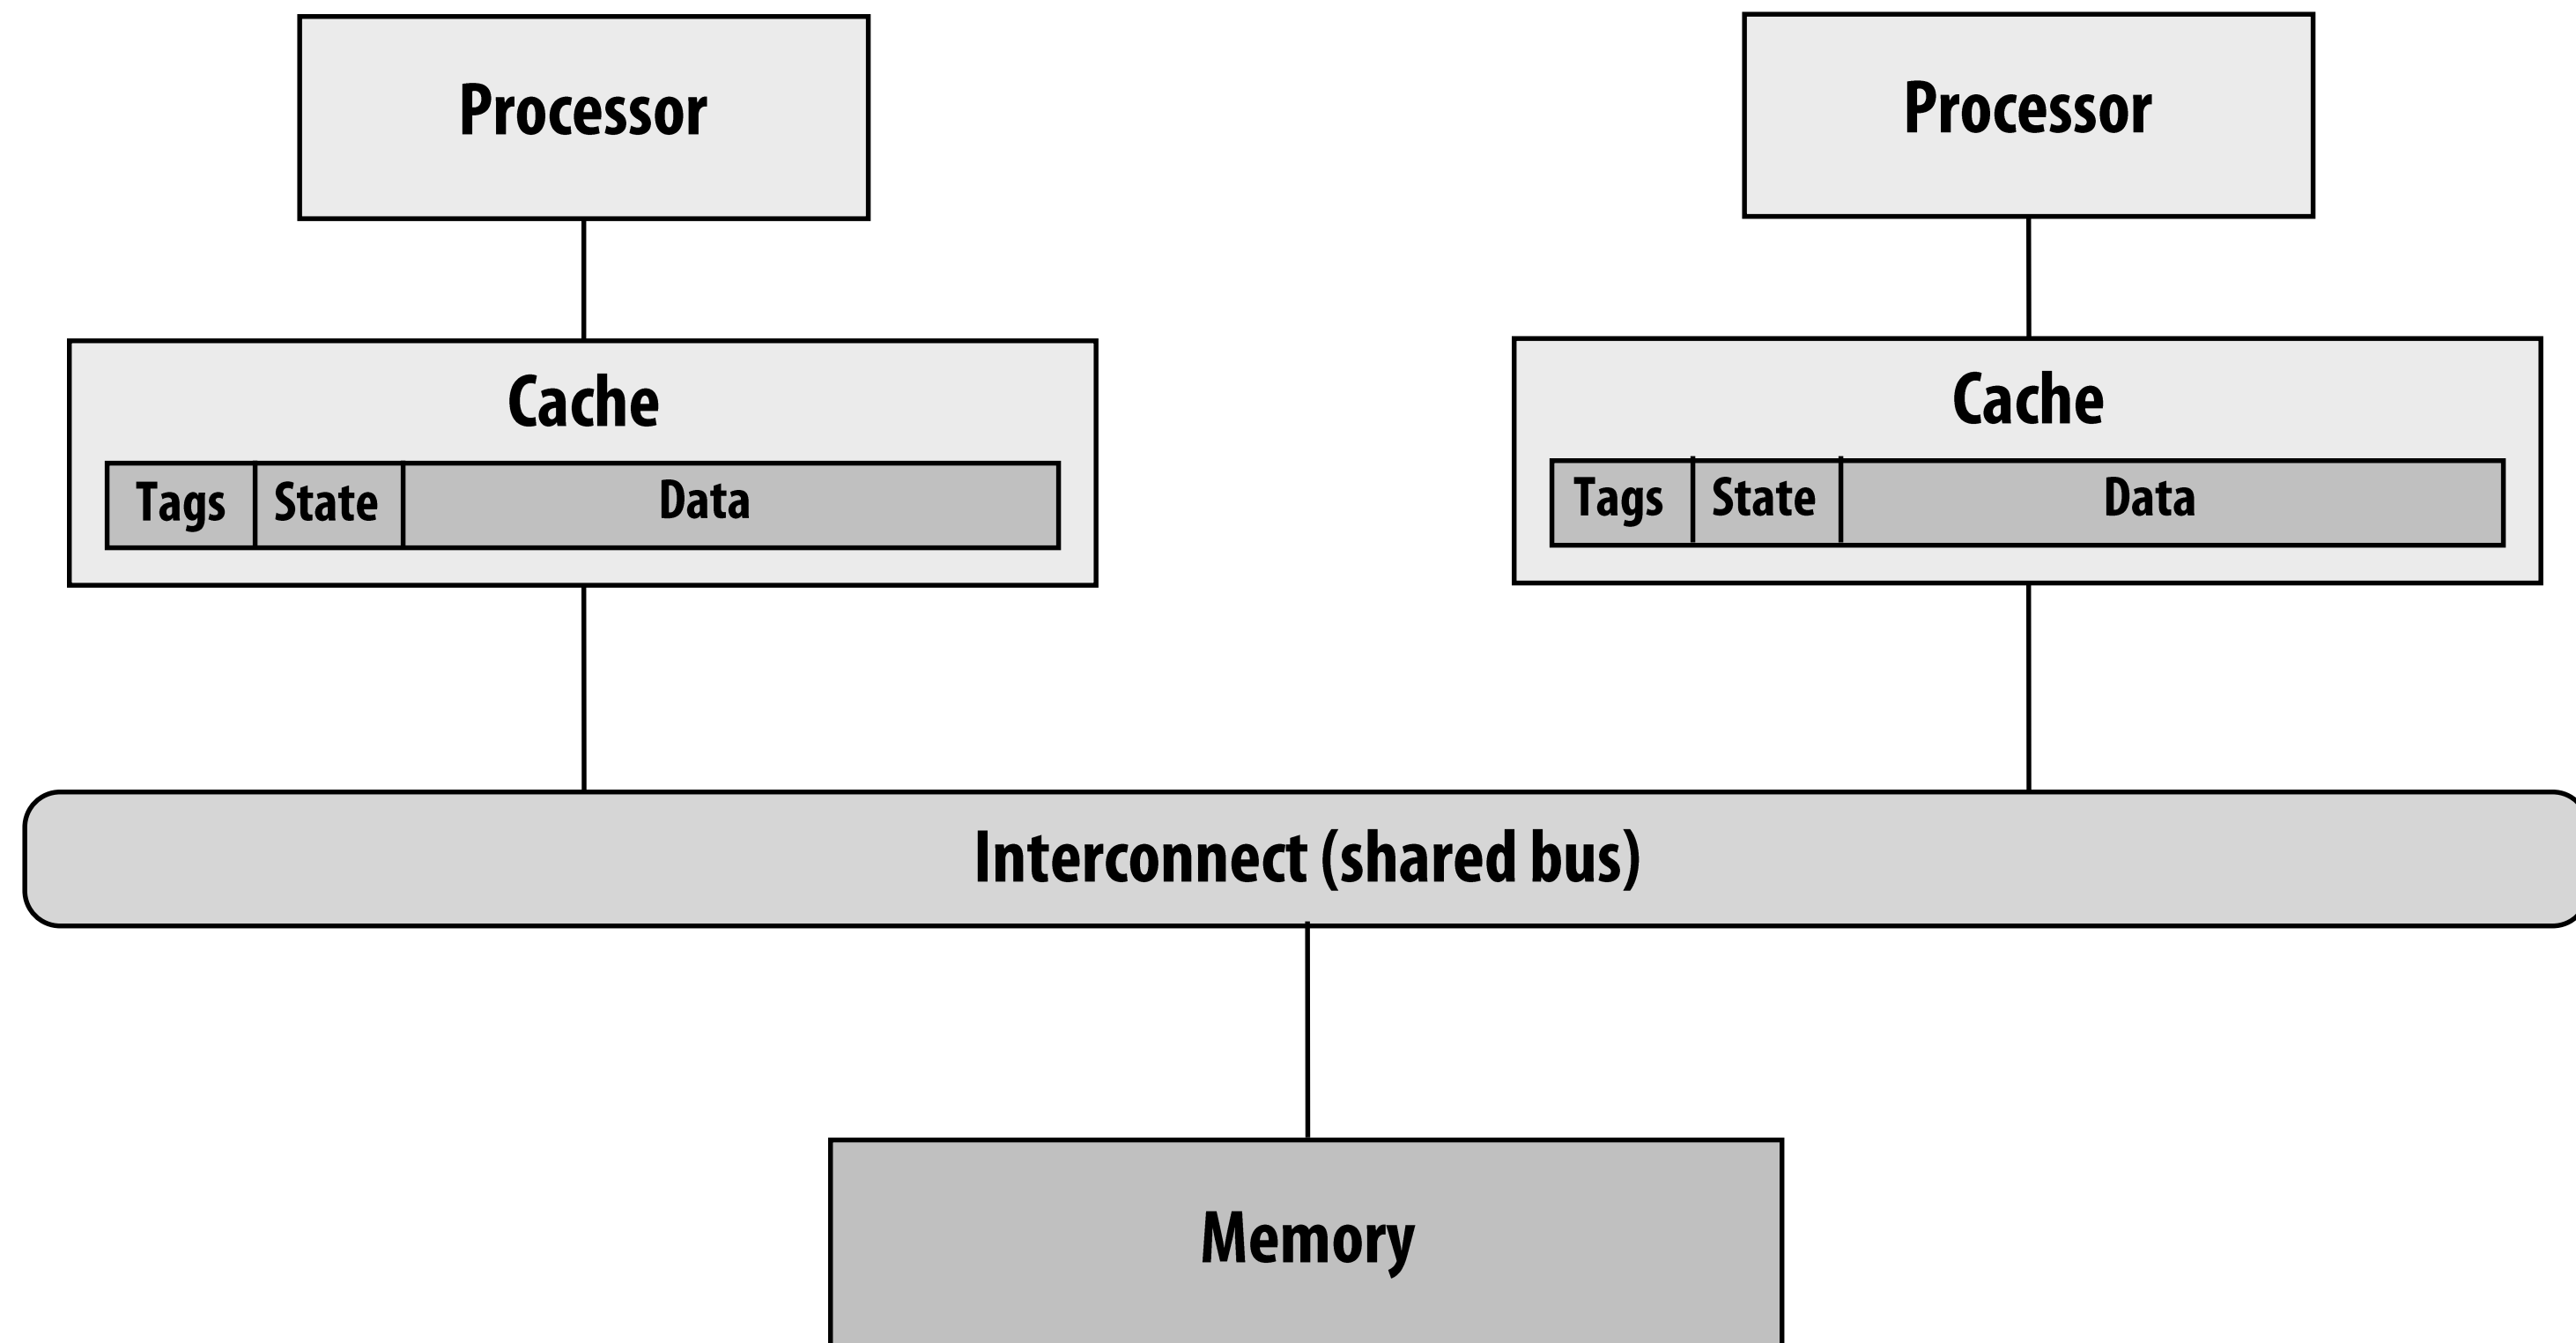 Processor
Processor
Cache
Cache
Tags State Data
Tags State Data
Interconnect (shared bus)
Memory